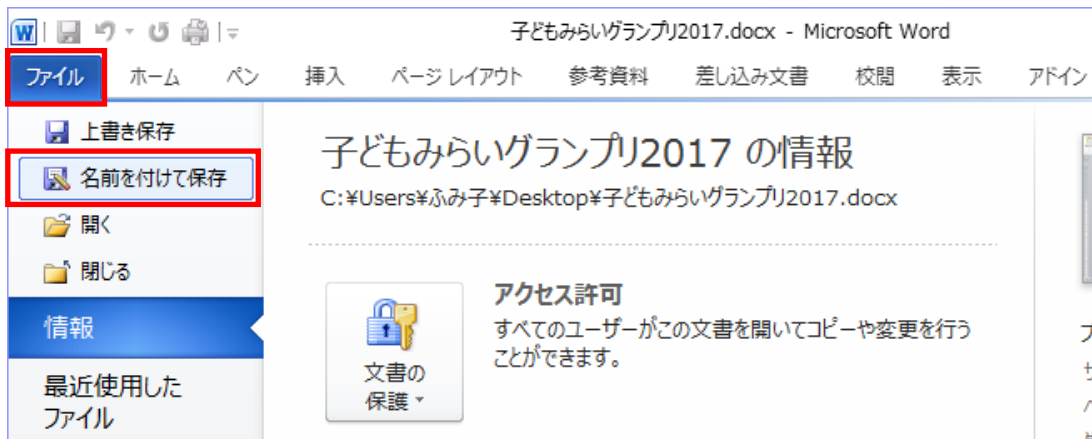 子どもみらいグランプリ2017.docx - Microsoft Word
ファイル ホーム ペン 挿入 ページ レイアウト 参考資料 差し込み文書 校閲 表示 アドイン
上書き保存
名前を付けて保存
開く
閉じる
情報
最近使用した
ファイル
子どもみらいグランプリ2017 の情報
C:¥Users¥ふみ子¥Desktop¥子どもみらいグランプリ2017.docx
文書の
保護
アクセス許可
すべてのユーザーがこの文書を開いてコピーや変更を行う
ことができます。